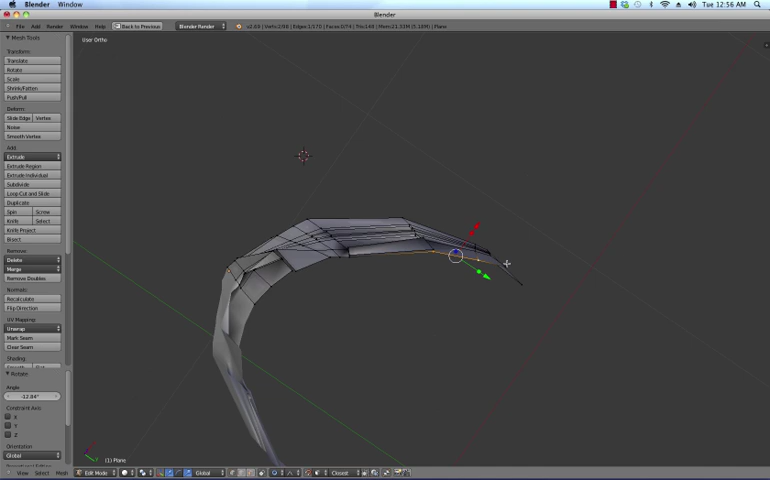 Blender Window Tue 12:56 AM
Blender
File Add Render Window Help Back to Previous Blender Render
User Ortho
Mesh Tools
Transform:
Translate
Rotate
Scale
Shrink/Fatten
Push/Pull
Deform:
Slide Edge Vertex
Noise
Smooth Vertex
Add:
Extrude
Extrude Region
Extrude Individual
Subdivide
Loop Cut and Slide
Duplicate
Spin Screw
Knife Select
Knife Project
Bisect
Remove:
Delete
Merge
Remove Doubles
Normals:
Recalculate
Flip Direction
UV Mapping:
Unwrap
Mark Seam
Clear Seam
Shading:
Rotate
Angle
-12.84°
Constraint Axis
X
Y
Z
Orientation
Global
(1) Plane
View Select Mesh Edit Mode Global Closest